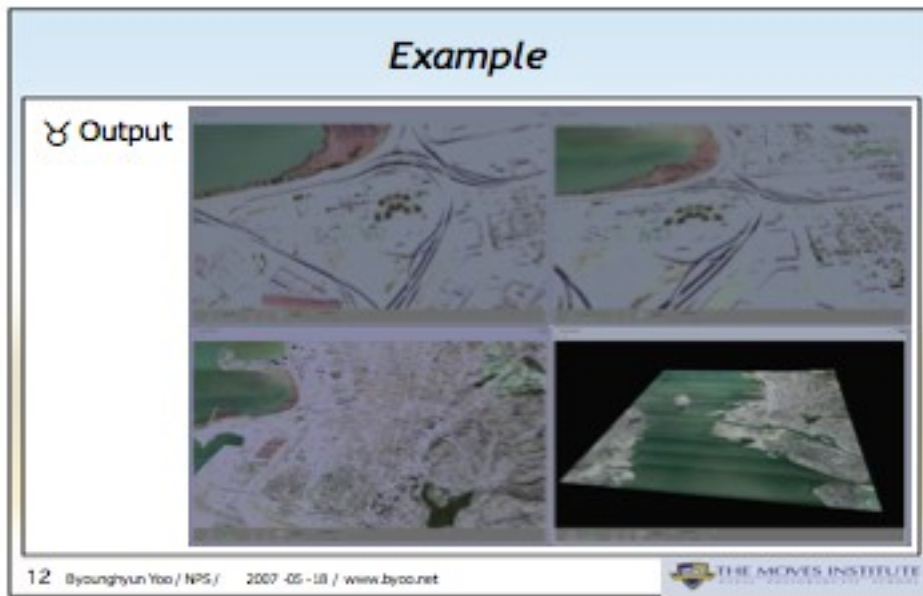 Example
Output
12 Byounghyun Yoo / NPS / 2007-05-18 / www.byoo.net
THE MOVES INSTITUTE